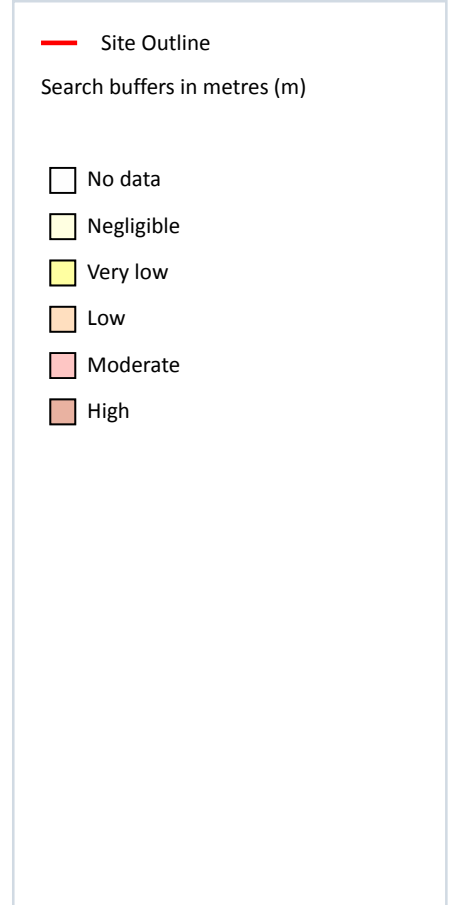 Site Outline
Search buffers in metres (m)
No data
Negligible
Very low
Low
Moderate
High